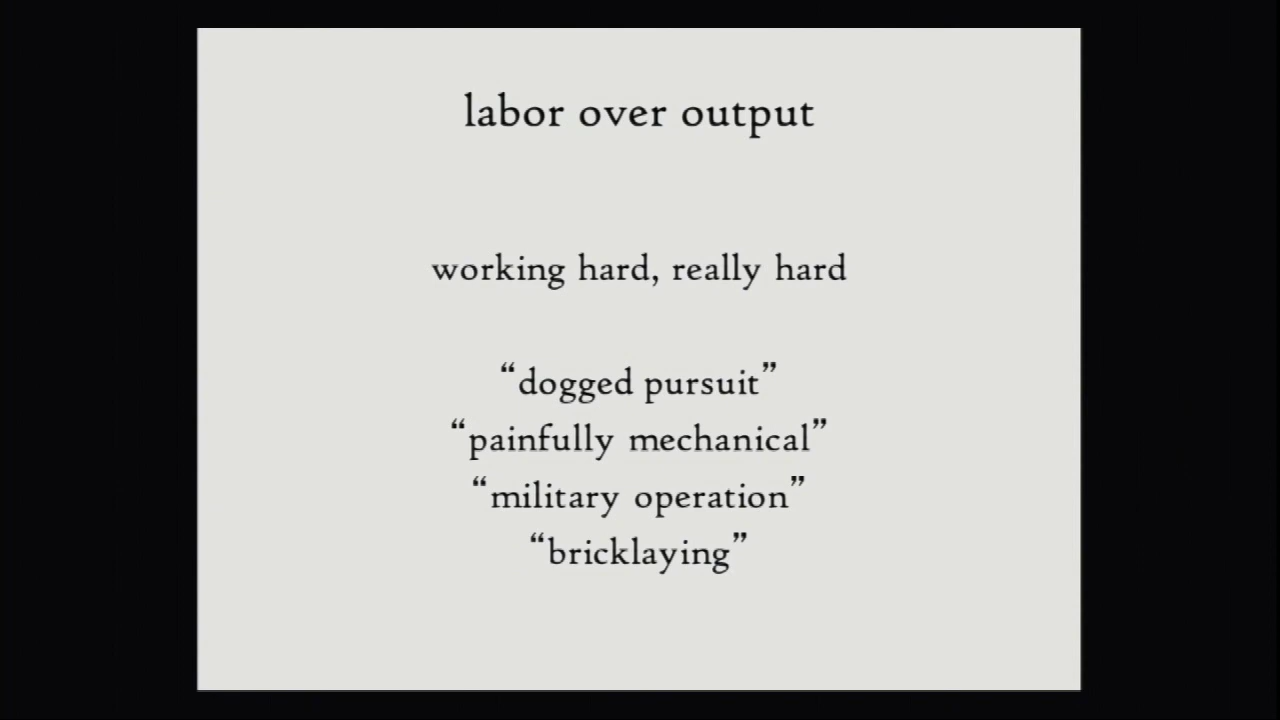 labor over output
working hard, really hard
“dogged pursuit”
“painfully mechanical”
“military operation”
“bricklaying”